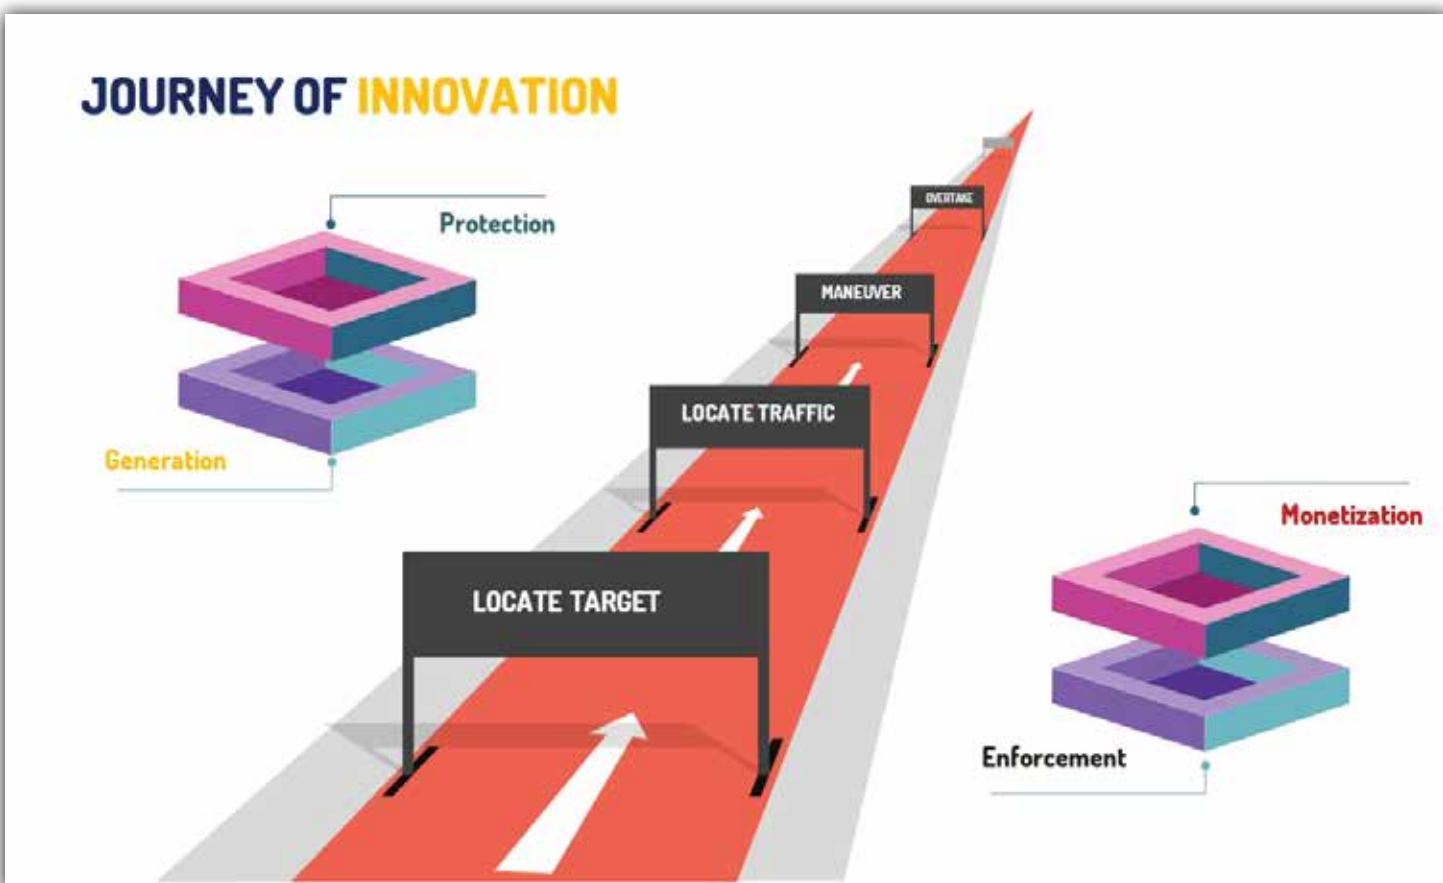 JOURNEY OF INNOVATION
Protection
Generation
OVERTAKE
MANEUVER
LOCATE TRAFFIC
LOCATE TARGET
Monetization
Enforcement